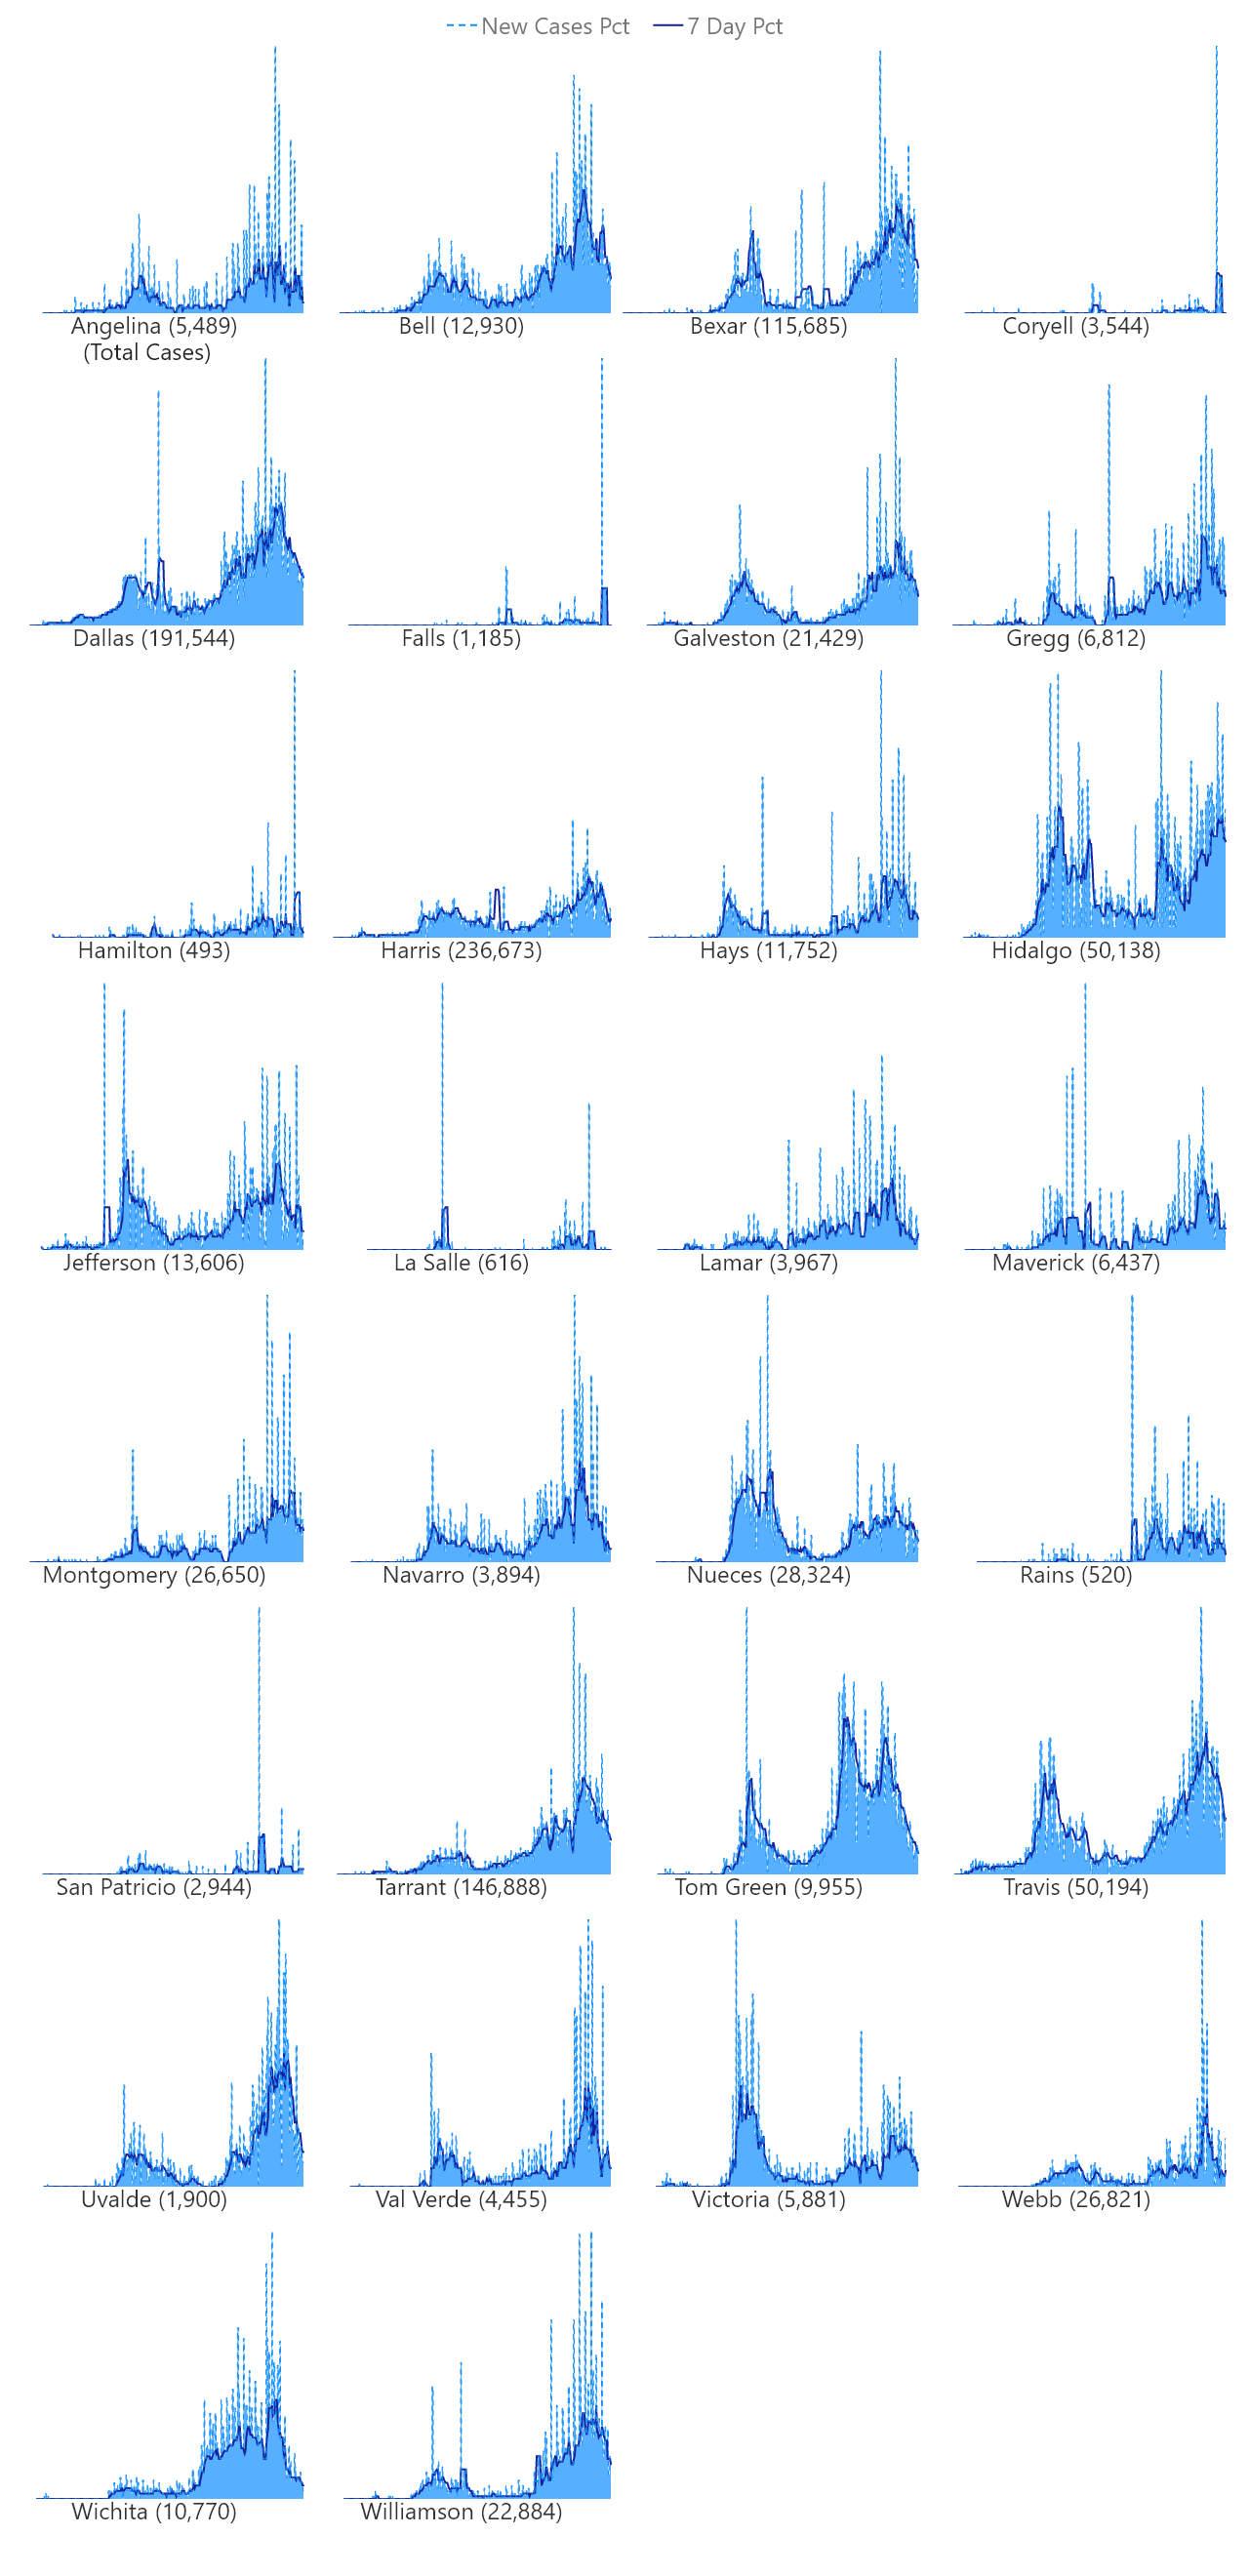 New Cases Pct 7 Day Pct
Angelina (5,489) Bell (12,930) Bexar (115,685) Coryell (3,544)
(Total Cases)
Dallas (191,544) Falls (1,185) Galveston (21,429) Gregg (6,812)
Hamilton (493) Harris (236,673) Hays (11,752) Hidalgo (50,138)
Jefferson (13,606) La Salle (616) Lamar (3,967) Maverick (6,437)
Montgomery (26,650) Navarro (3,894) Nueces (28,324) Rains (520)
San Patricio (2,944) Tarrant (146,888) Tom Green (9,955) Travis (50,194)
Uvalde (1,900) Val Verde (4,455) Victoria (5,881) Webb (26,821)
Wichita (10,770) Williamson (22,884)